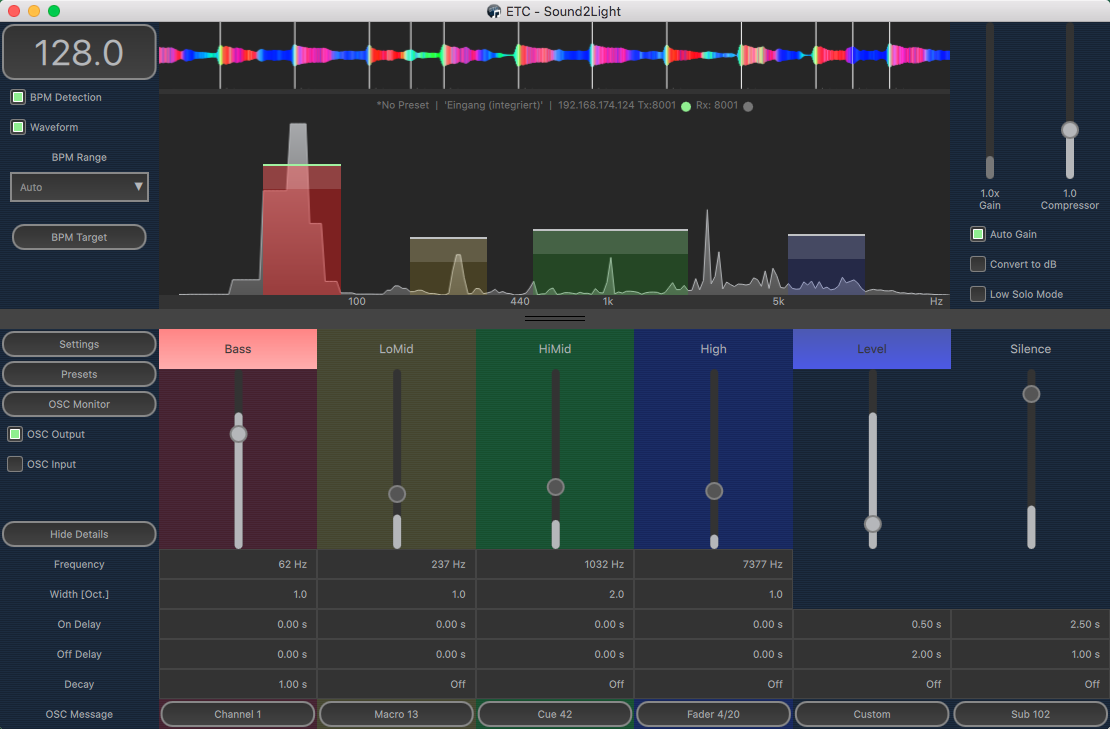 ETC - Sound2Light
128.0
BPM Detection
Waveform
BPM Range
Auto
BPM Target
*No Preset | 'Eingang (integriert)' | 192.168.174.124 Tx:8001 Rx: 8001
100 440 1k 5k Hz
1.0x 1.0
Gain Compressor
Auto Gain
Convert to dB
Low Solo Mode
Settings
Presets
OSC Monitor
OSC Output
OSC Input
Hide Details
Bass LoMid HiMid High Level Silence
Frequency 62 Hz 237 Hz 1032 Hz 7377 Hz
Width [Oct.] 1.0 1.0 2.0 1.0
On Delay 0.00 s 0.00 s 0.00 s 0.00 s 0.50 s 2.50 s
Off Delay 0.00 s 0.00 s 0.00 s 0.00 s 2.00 s 1.00 s
Decay 1.00 s Off Off Off Off Off
OSC Message Channel 1 Macro 13 Cue 42 Fader 4/20 Custom Sub 102